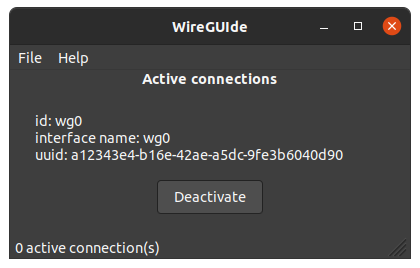 WireGUIde
File Help
Active connections
id: wg0
interface name: wg0
uuid: a12343e4-b16e-42ae-a5dc-9fe3b6040d90
Deactivate
0 active connection(s)